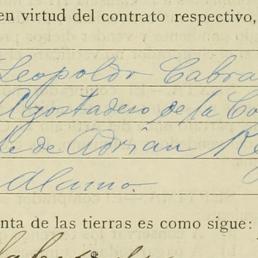 en virtud del contrato respectivo,
Leopoldo Cabra
Agostadero de la Co
de Adrian Re
Alamo.
nta de las tierras es como sigue: